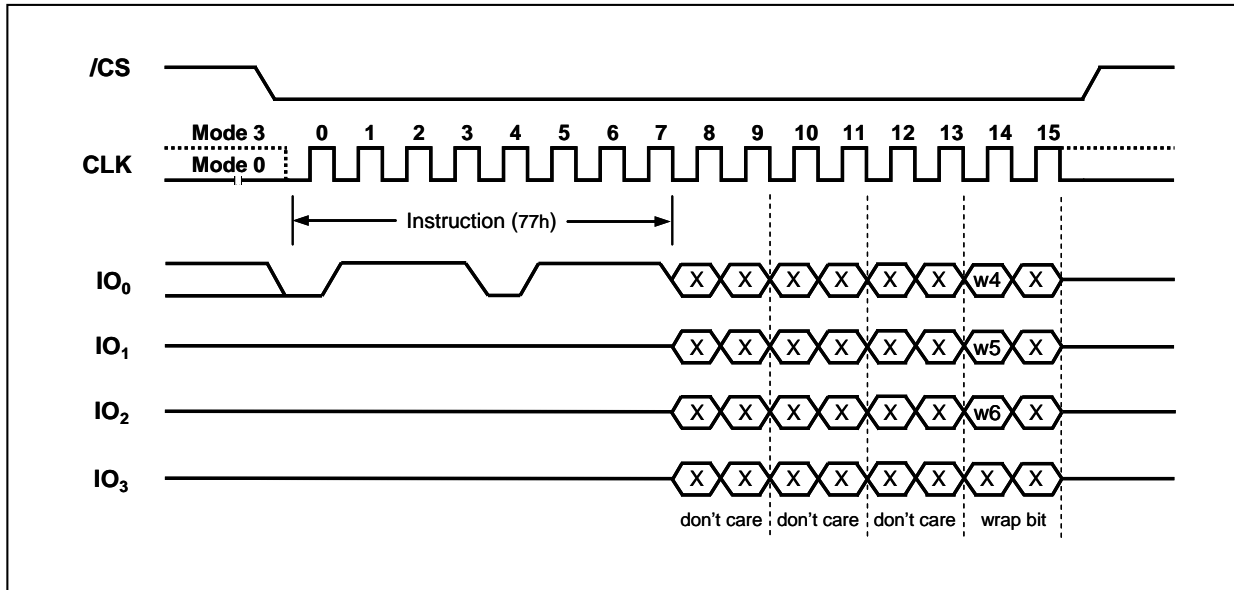 /CS
Mode 3 0 1 2 3 4 5 6 7 8 9 10 11 12 13 14 15
CLK Mode 0
Instruction (77h)
IO0 X X X X X X w4 X
IO1 X X X X X X w5 X
IO2 X X X X X X w6 X
IO3 X X X X X X X X
don't care don't care don't care wrap bit